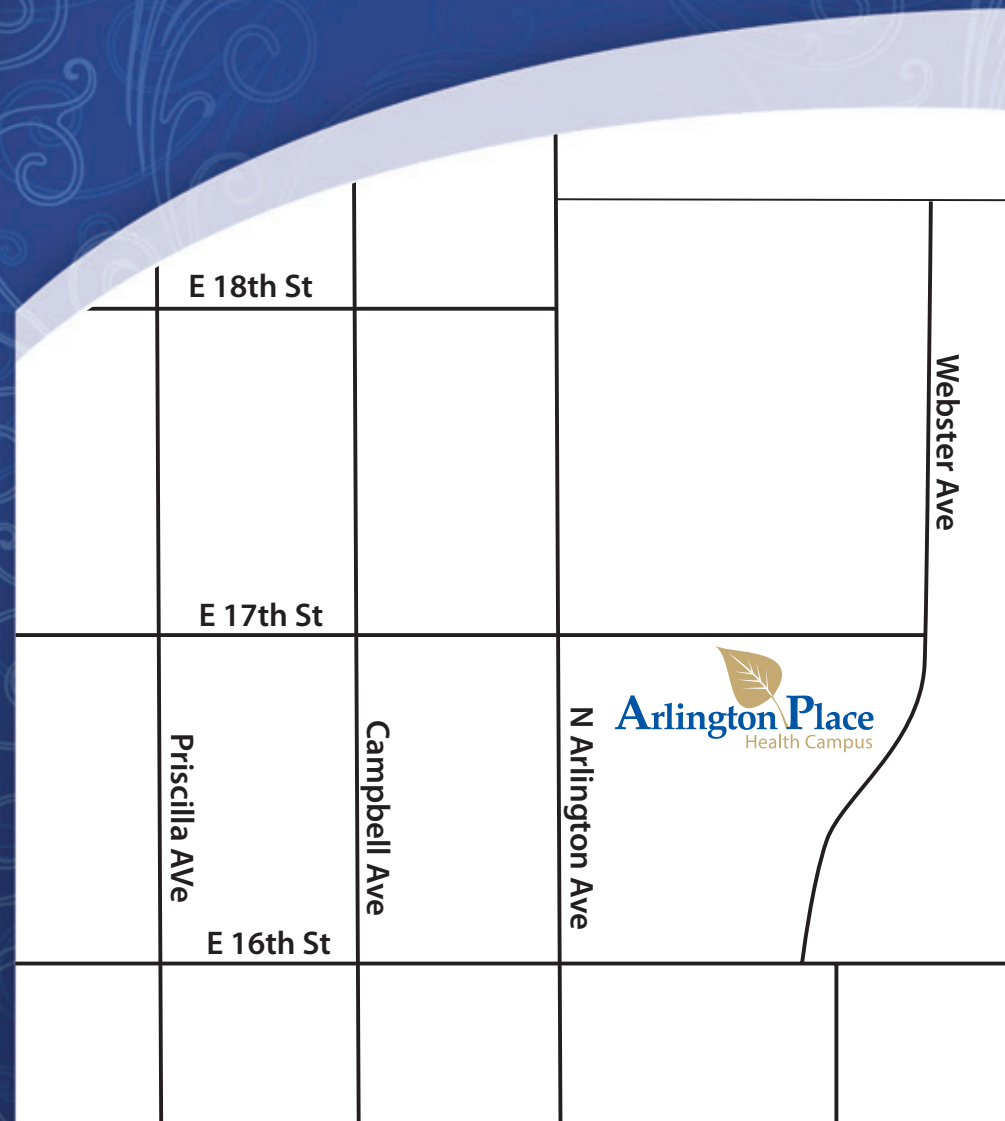 E 18th St
Webster Ave
E 17th St
Arlington Place
Health Campus
N Arlington Ave
Campbell Ave
Priscilla AVe
E 16th St